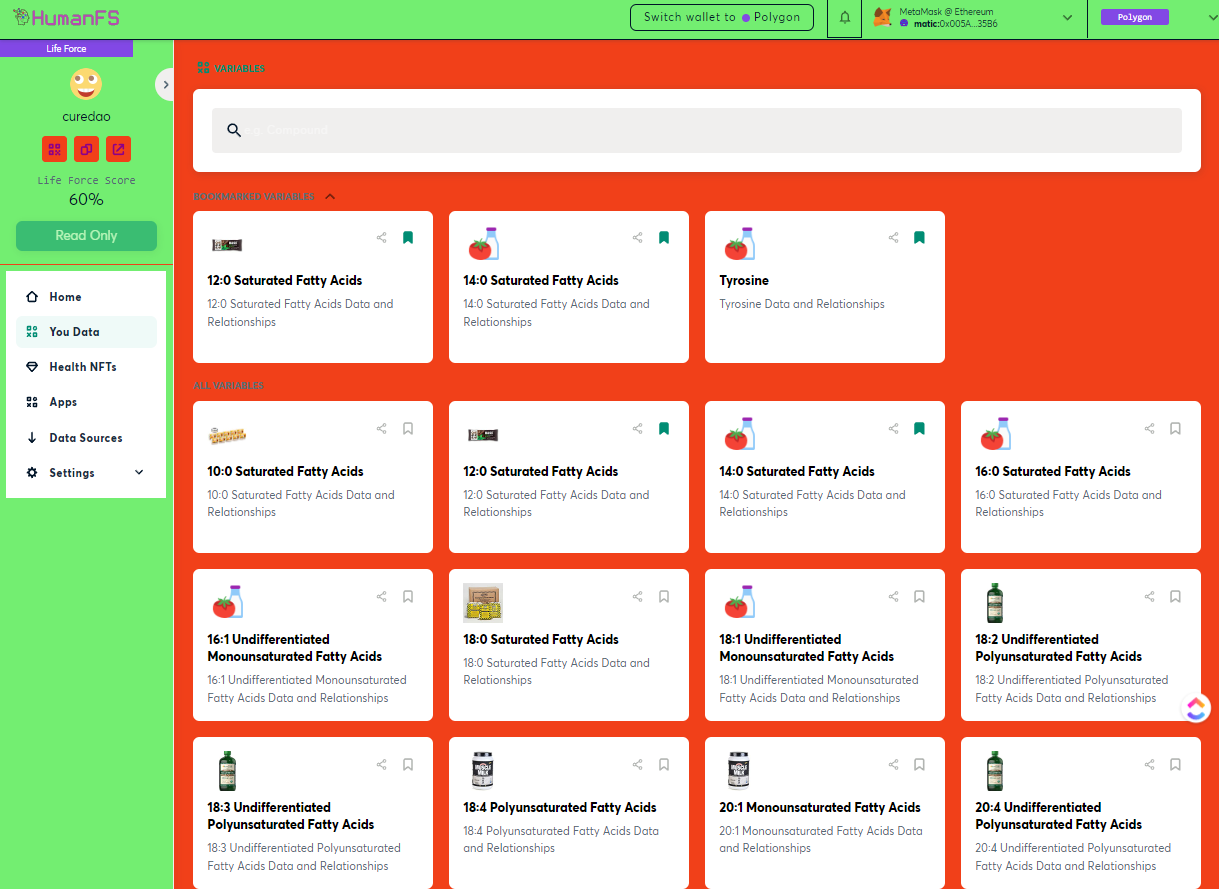 HumanFS
Switch wallet to Polygon
MetaMask @ Ethereum
matic:0x005A...35B6
Polygon
Life Force
curedao
Life Force Score
60%
Read Only
Home
You Data
Health NFTs
Apps
Data Sources
Settings
VARIABLES
e.g. Compound
BOOKMARKED VARIABLES
12:0 Saturated Fatty Acids
12:0 Saturated Fatty Acids Data and
Relationships
14:0 Saturated Fatty Acids
14:0 Saturated Fatty Acids Data and
Relationships
Tyrosine
Tyrosine Data and Relationships
ALL VARIABLES
10:0 Saturated Fatty Acids
10:0 Saturated Fatty Acids Data and
Relationships
12:0 Saturated Fatty Acids
12:0 Saturated Fatty Acids Data and
Relationships
14:0 Saturated Fatty Acids
14:0 Saturated Fatty Acids Data and
Relationships
16:0 Saturated Fatty Acids
16:0 Saturated Fatty Acids Data and
Relationships
16:1 Undifferentiated
Monounsaturated Fatty Acids
16:1 Undifferentiated Monounsaturated
Fatty Acids Data and Relationships
18:0 Saturated Fatty Acids
18:0 Saturated Fatty Acids Data and
Relationships
18:1 Undifferentiated
Monounsaturated Fatty Acids
18:1 Undifferentiated Monounsaturated
Fatty Acids Data and Relationships
18:2 Undifferentiated
Polyunsaturated Fatty Acids
18:2 Undifferentiated Polyunsaturated
Fatty Acids Data and Relationships
18:3 Undifferentiated
Polyunsaturated Fatty Acids
18:3 Undifferentiated Polyunsaturated
Fatty Acids Data and Relationships
MUSCLE
MILK
18:4 Polyunsaturated Fatty Acids
18:4 Polyunsaturated Fatty Acids Data
and Relationships
MUSCLE
MILK
20:1 Monounsaturated Fatty Acids
20:1 Monounsaturated Fatty Acids Data
and Relationships
20:4 Undifferentiated
Polyunsaturated Fatty Acids
20:4 Undifferentiated Polyunsaturated
Fatty Acids Data and Relationships